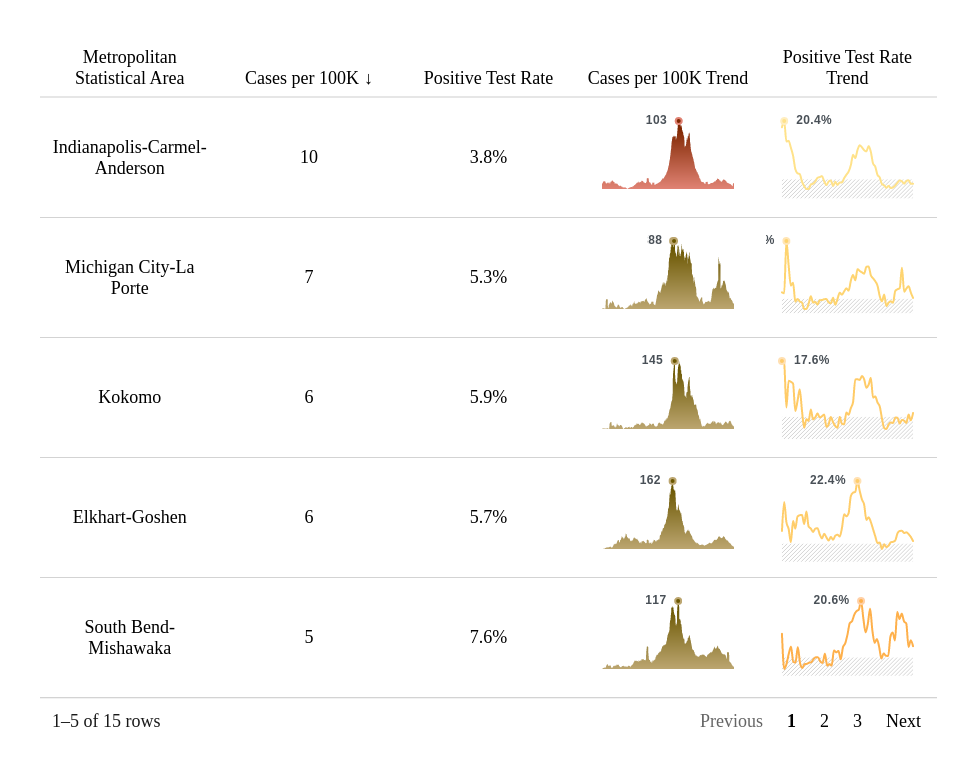 Metropolitan
Statistical Area
Cases per 100K ↓
Positive Test Rate
Cases per 100K Trend
Positive Test Rate
Trend
Indianapolis-Carmel-
Anderson
10
3.8%
103
20.4%
Michigan City-La
Porte
7
5.3%
88
%
Kokomo
6
5.9%
145
17.6%
Elkhart-Goshen
6
5.7%
162
22.4%
South Bend-
Mishawaka
5
7.6%
117
20.6%
1–5 of 15 rows
Previous 1 2 3 Next